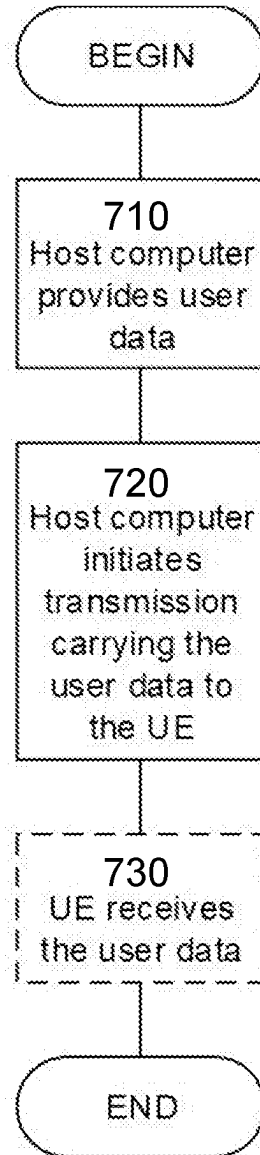 BEGIN
710
Host computer
provides user
data
720
Host computer
initiates
transmission
carrying the
user data to
the UE
730
UE receives
the user data
END